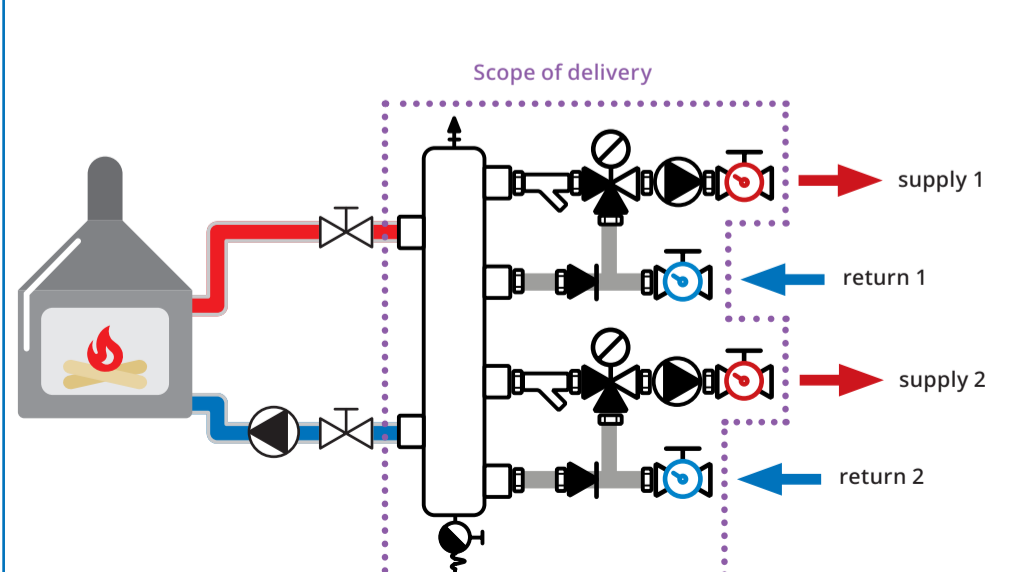 Scope of delivery
supply 1
return 1
supply 2
return 2